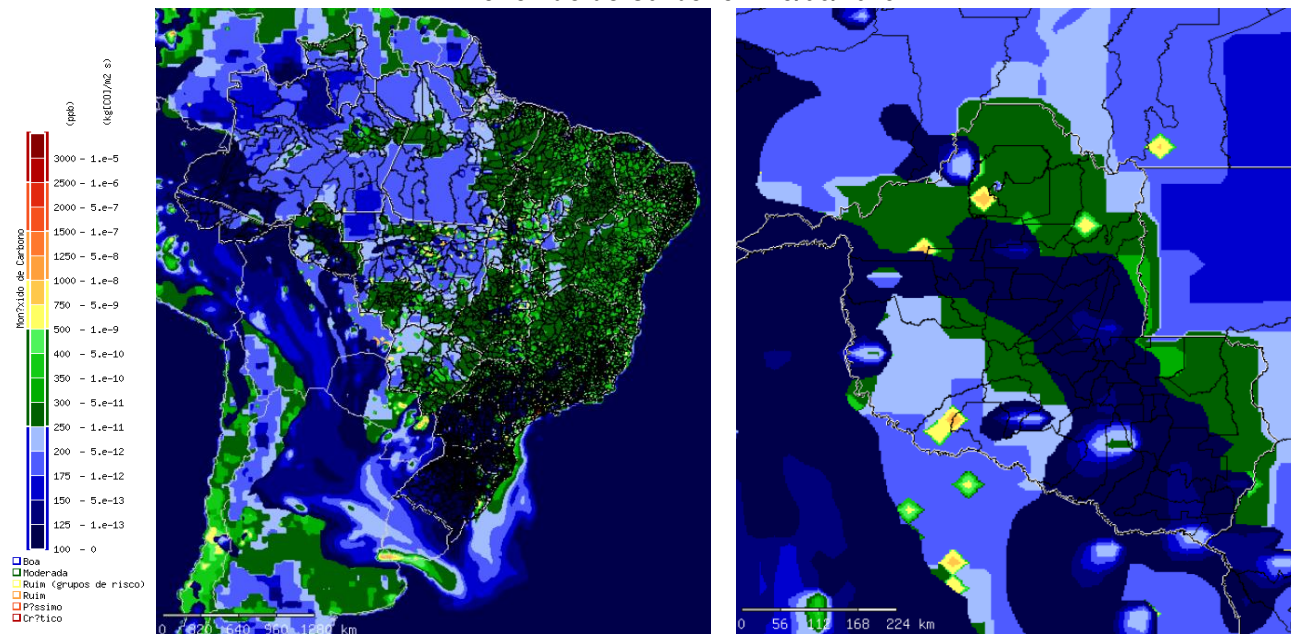 (ppb)
(kg[CO]/m2 s)
Mon?xido de Carbono
3000 - 1.e-5
2500 - 1.e-6
2000 - 5.e-7
1500 - 1.e-7
1250 - 5.e-8
1000 - 1.e-8
750 - 5.e-9
500 - 1.e-9
400 - 5.e-10
350 - 1.e-10
300 - 5.e-11
250 - 1.e-11
200 - 5.e-12
175 - 1.e-12
150 - 5.e-13
125 - 1.e-13
100 - 0
Boa
Moderada
Ruim (grupos de risco)
Ruim
P?ssimo
Cr?tico
0 320 640 960 1280 km
0 56 112 168 224 km